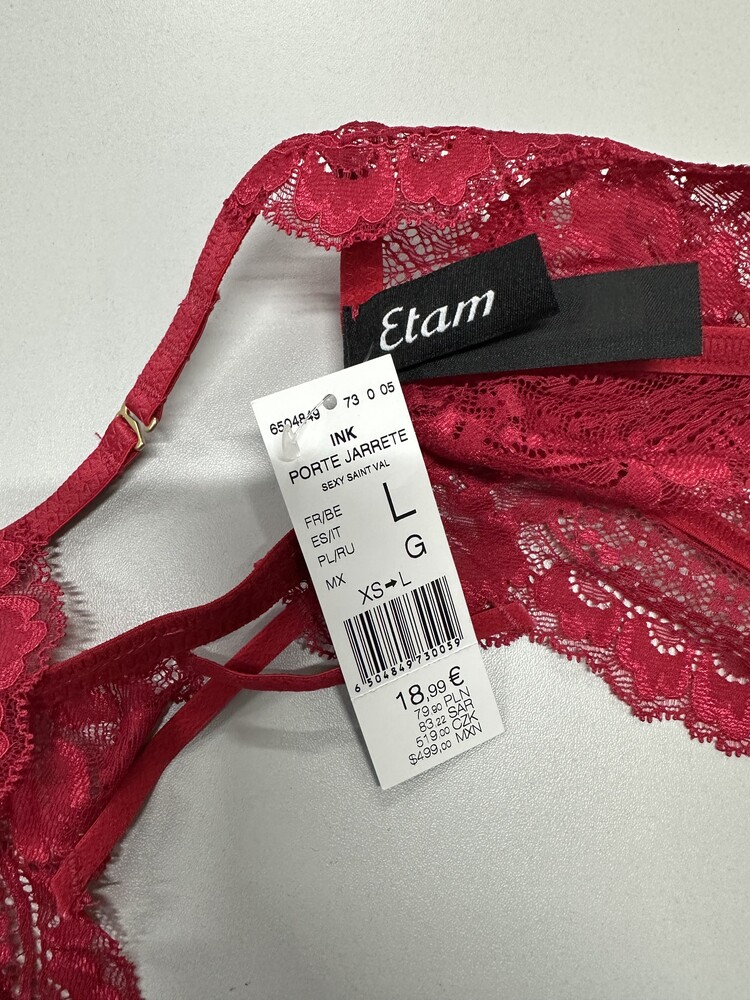 Etam
6504849 73 0 05
INK
PORTE JARRETE
SEXY SAINT VAL
FR/BE
ES/IT
PL/RU
L
MX G
XS➡L
6 504849 730059
18,99 €
79,90 PLN
83,22 SAR
519,00 CZK
$499,00 MXN